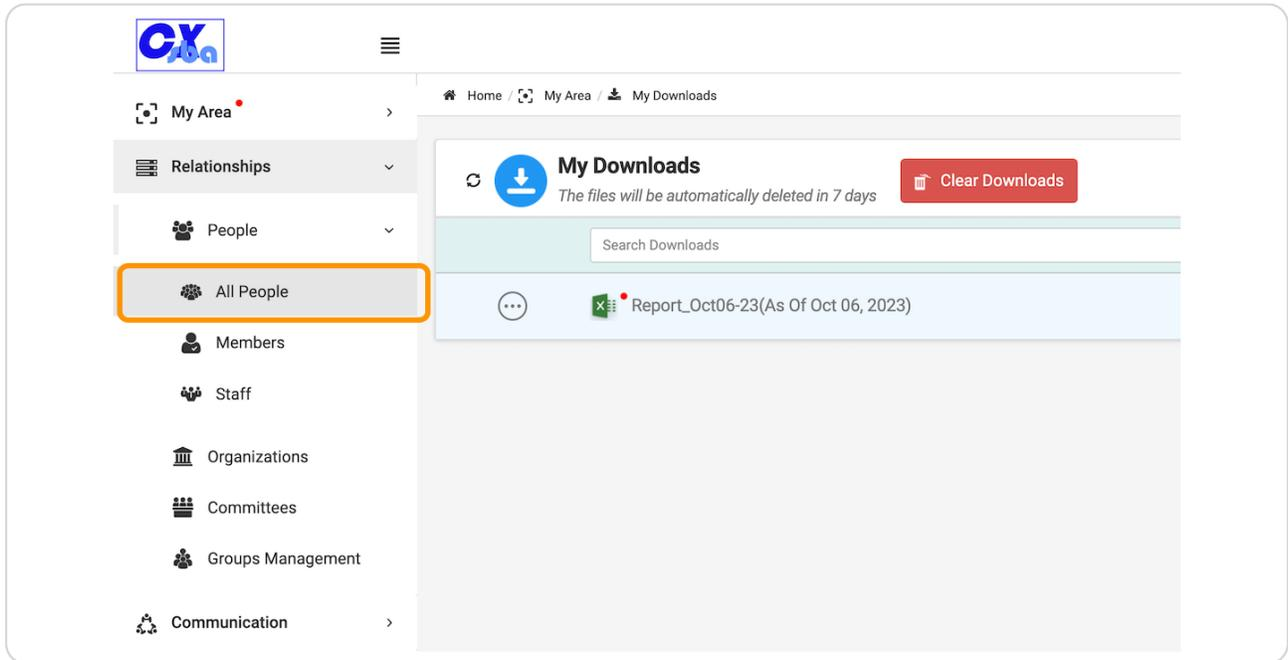 CXsba
Home / My Area / My Downloads
My Area
Relationships
People
All People
Members
Staff
Organizations
Committees
Groups Management
Communication
My Downloads
The files will be automatically deleted in 7 days
Clear Downloads
Search Downloads
Report_Oct06-23(As Of Oct 06, 2023)